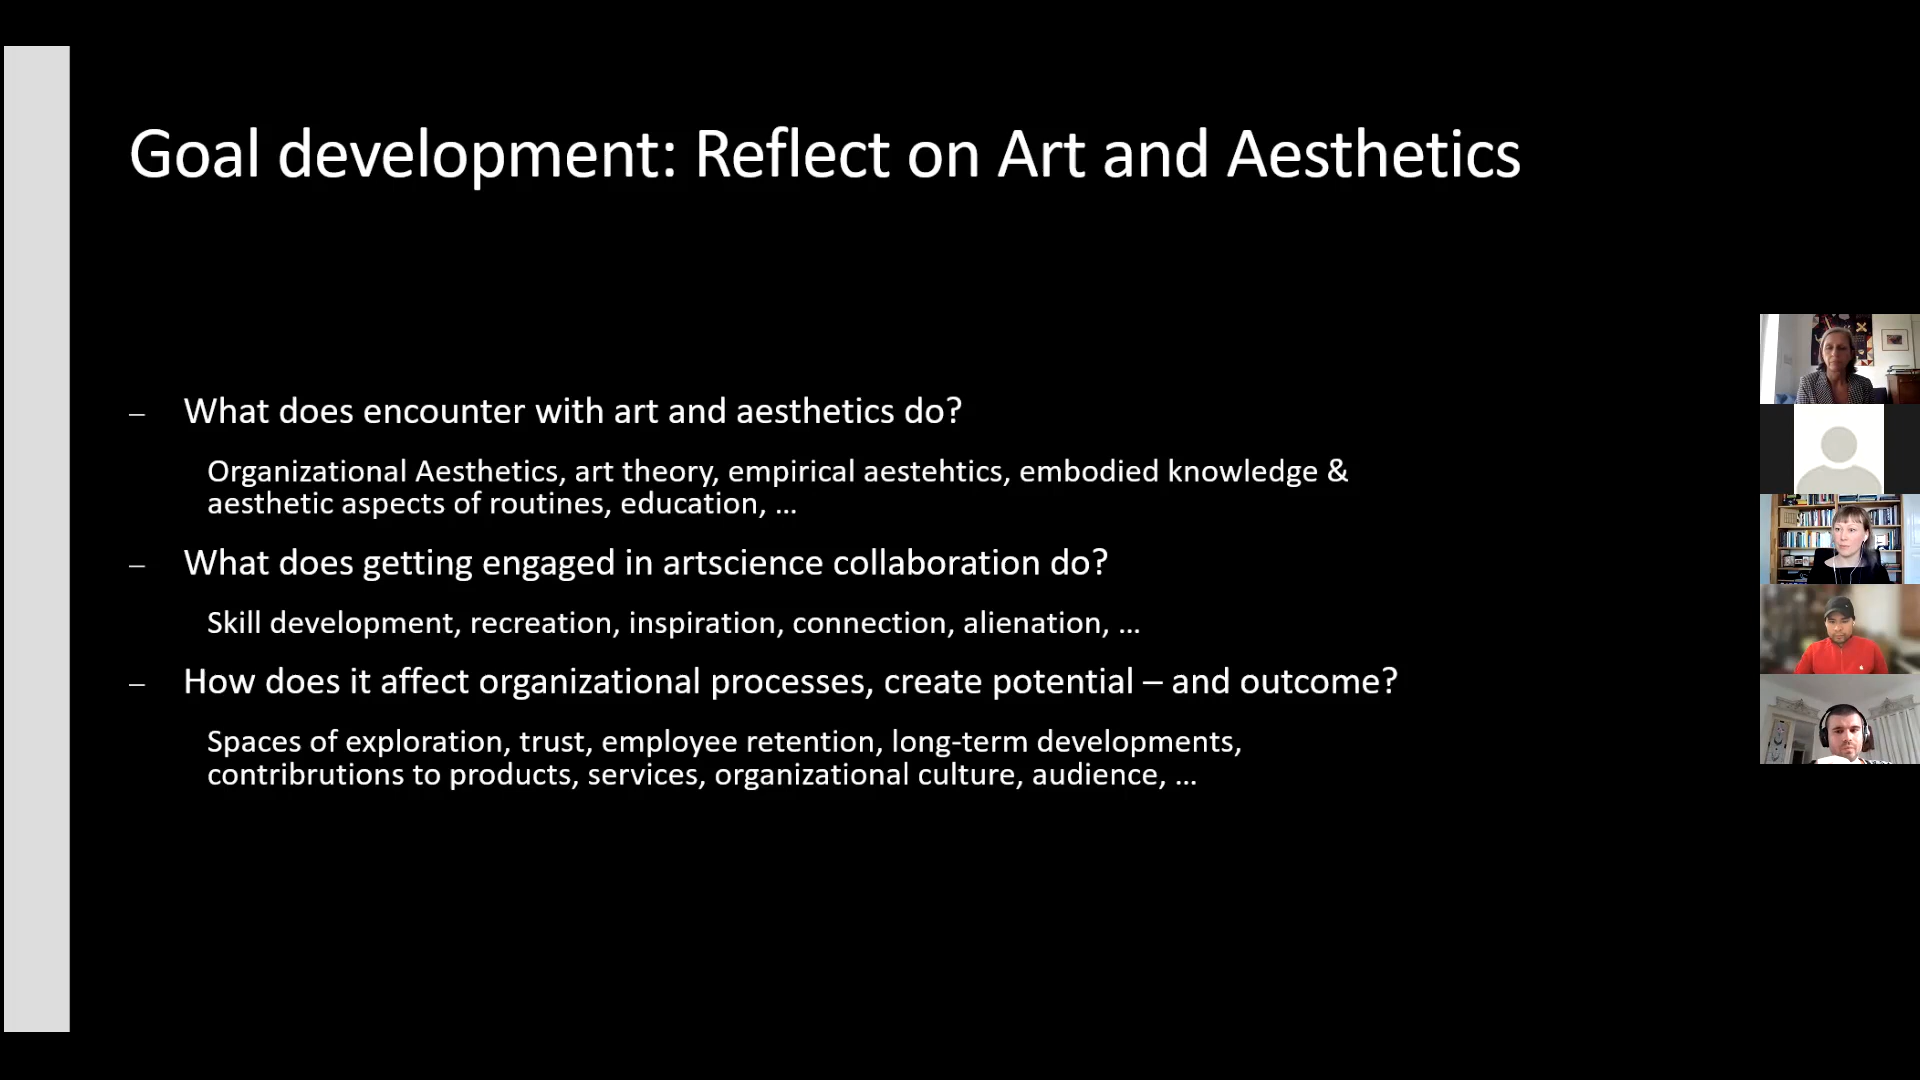 Goal development: Reflect on Art and Aesthetics
– What does encounter with art and aesthetics do?
Organizational Aesthetics, art theory, empirical aestehtics, embodied knowledge &
aesthetic aspects of routines, education, ...
– What does getting engaged in artscience collaboration do?
Skill development, recreation, inspiration, connection, alienation, ...
– How does it affect organizational processes, create potential – and outcome?
Spaces of exploration, trust, employee retention, long-term developments,
contribrutions to products, services, organizational culture, audience, ...